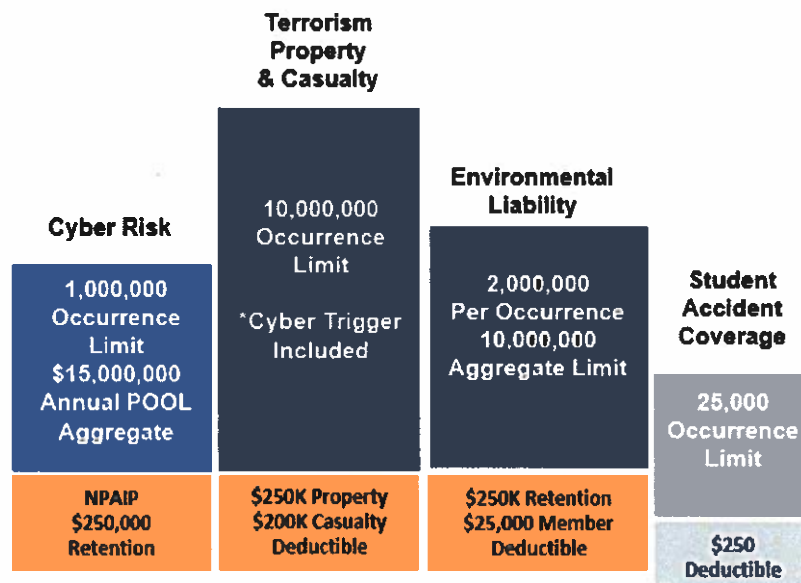 Cyber Risk
1,000,000
Occurrence
Limit
$15,000,000
Annual POOL
Aggregate
NPAIP
$250,000
Retention
Terrorism
Property
& Casualty
10,000,000
Occurrence
Limit
*Cyber Trigger
Included
$250K Property
$200K Casualty
Deductible
Environmental
Liability
2,000,000
Per Occurrence
10,000,000
Aggregate Limit
$250K Retention
$25,000 Member
Deductible
Student
Accident
Coverage
25,000
Occurrence
Limit
$250
Deductible